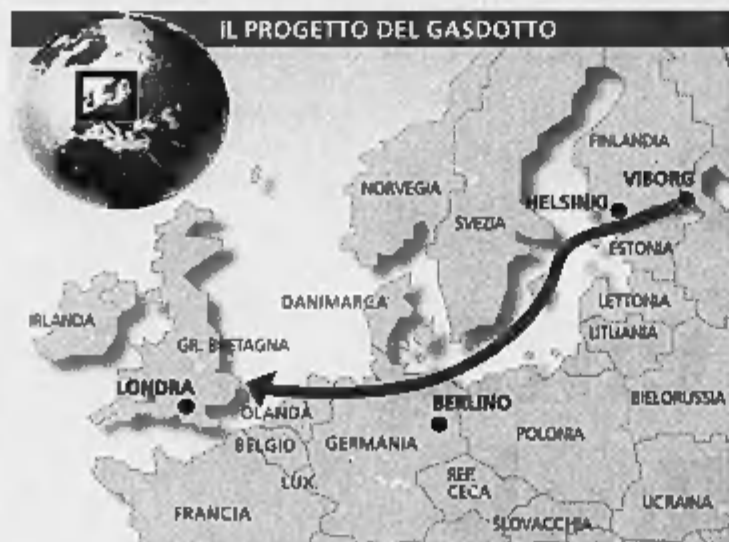 iL PROGETTO DEL GASDOTTO
FINLANDIA
NORVEGIA
VIBORG
HELSINKI
SVEZIA
ESTONIA
DANIMARCA
LETTONIA
IRLANDA
LITUANIA
GR. BRETAGNA
LONDRA
BIELORUSSIA
OLANDA
BERLINO
BELGIO
GERMANIA
POLONIA
LUX.
REP.
CECA
UCRAINA
FRANCIA
SLOVACCHIA